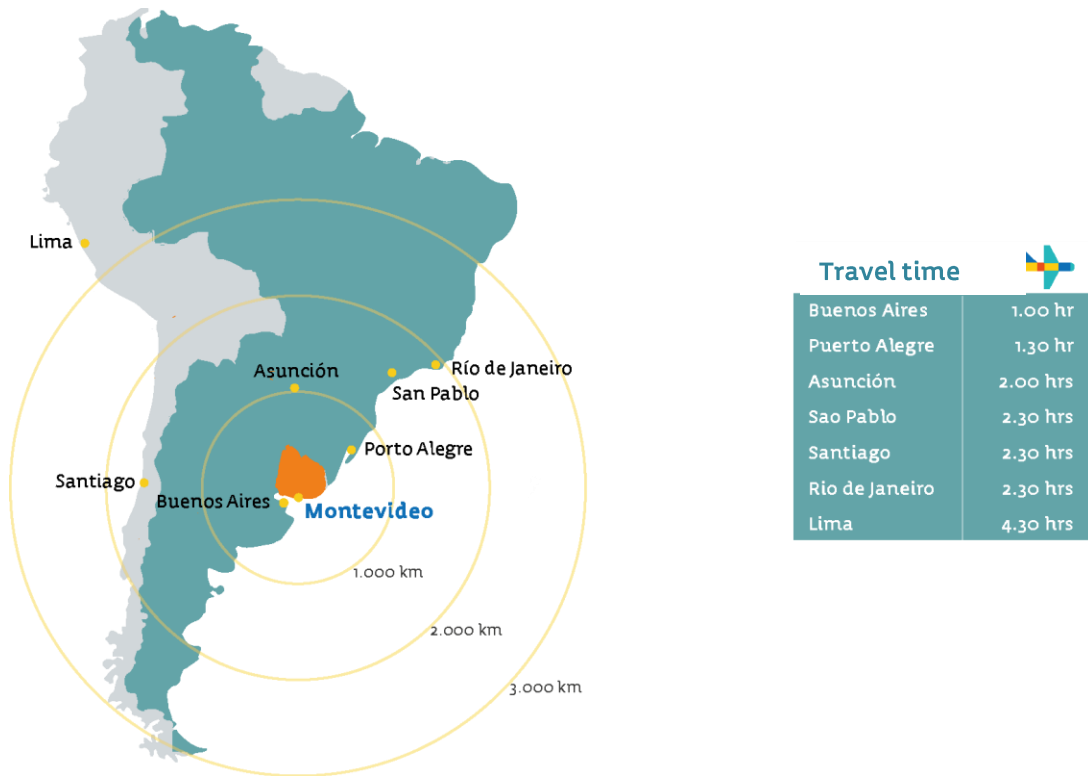 Lima
Asunción
Río de Janeiro
San Pablo
Porto Alegre
Santiago
Buenos Aires
Montevideo
1.000 km
2.000 km
3.000 km
Travel time
Buenos Aires 1.00 hr
Puerto Alegre 1.30 hr
Asunción 2.00 hrs
Sao Pablo 2.30 hrs
Santiago 2.30 hrs
Rio de Janeiro 2.30 hrs
Lima 4.30 hrs